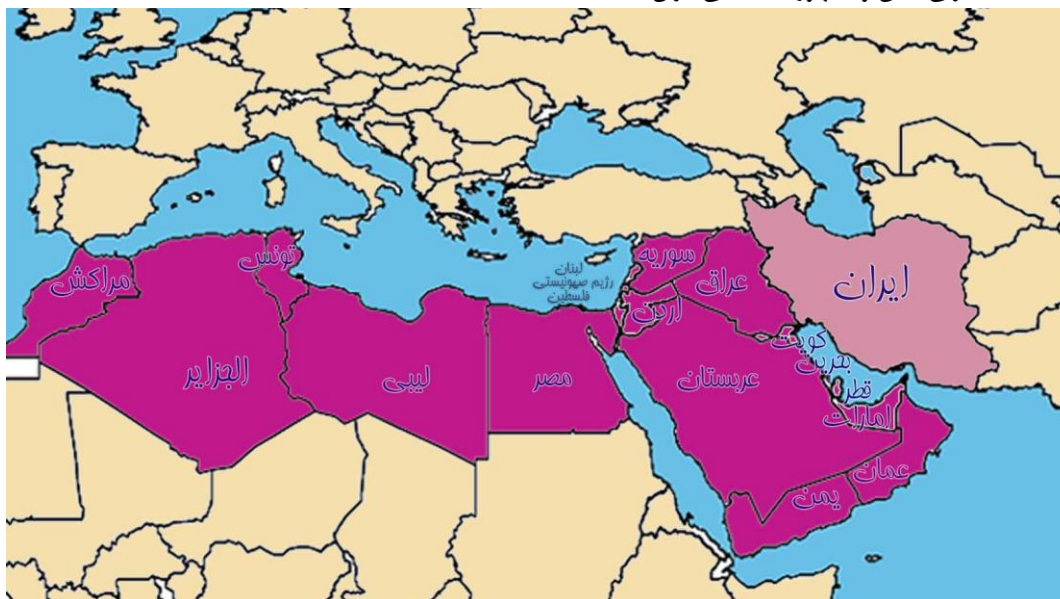 ایران
سوریه
عراق
تونس
لبنان
رژیم صهیونیستی
فلسطین
مراکش
اردن
کویت
بحرین
قطر
امارات
عربستان
مصر
لیبی
الجزایر
عمان
یمن